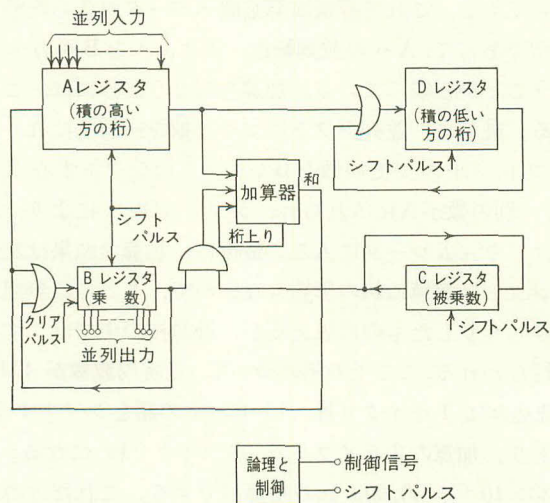 並列入力
Aレジスタ
(積の高い
方の桁)
Dレジスタ
(積の低い
方の桁)
シフトパルス
加算器
和
桁上り
シフト
パルス
Bレジスタ
(乗 数)
クリア
パルス
並列出力
Cレジスタ
(被乗数)
シフトパルス
論理と
制御
制御信号
シフトパルス